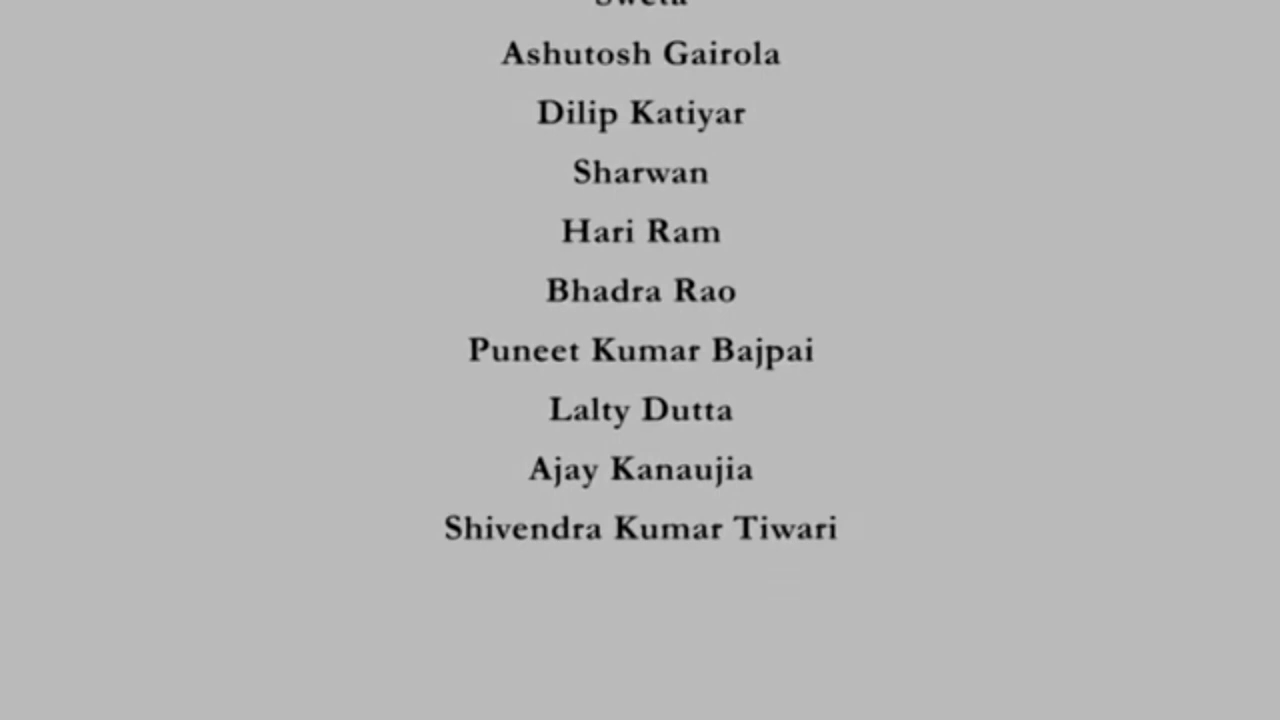 Sweta
Ashutosh Gairola
Dilip Katiyar
Sharwan
Hari Ram
Bhadra Rao
Puneet Kumar Bajpai
Lalty Dutta
Ajay Kanaujia
Shivendra Kumar Tiwari